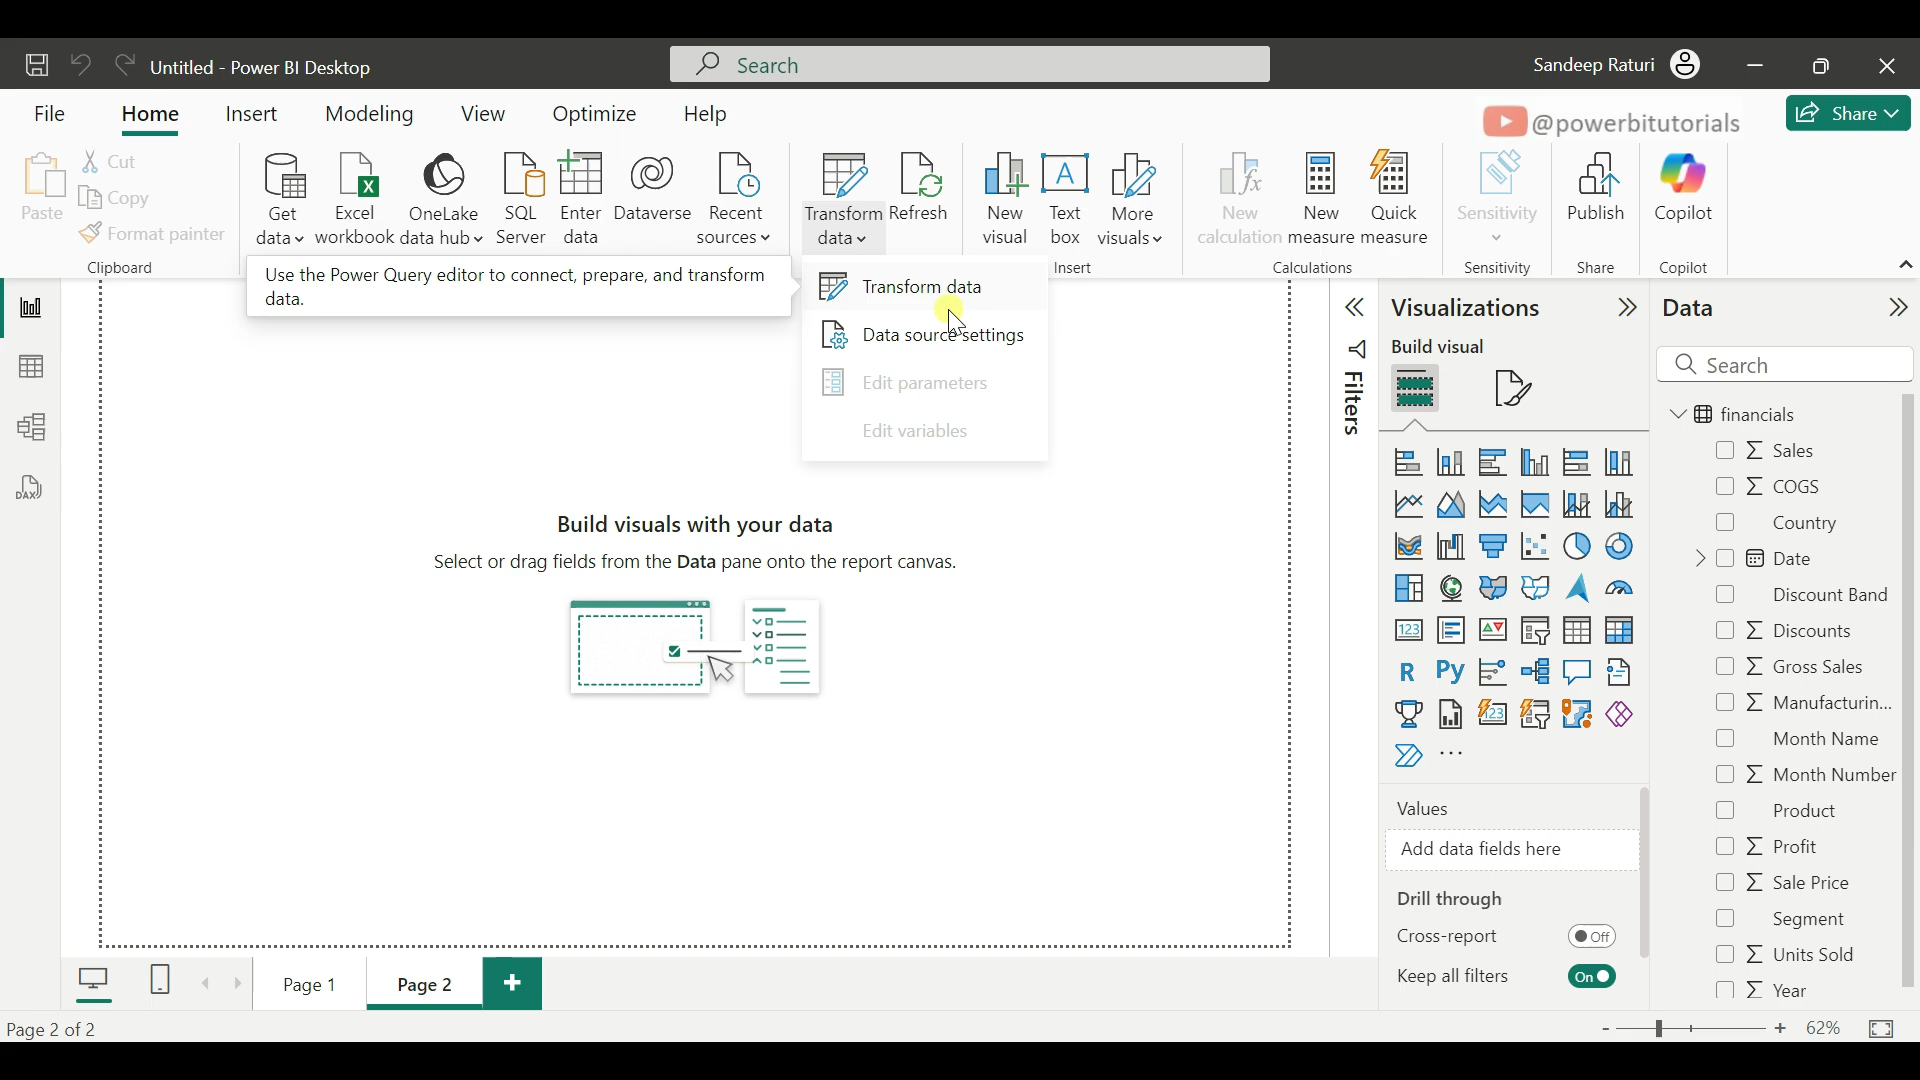 Untitled - Power BI Desktop
Search
Sandeep Raturi
File
Home
Insert
Modeling
View
Optimize
Help
@powerbitutorials
Share
Paste
Cut
Copy
Format painter
Clipboard
Get data
Excel workbook
OneLake data hub
SQL Server
Enter data
Dataverse
Recent sources
Transform data
Refresh
New visual
Text box
More visuals
Insert
New calculation
New measure
Quick measure
Calculations
Sensitivity
Sensitivity
Publish
Share
Copilot
Copilot
Use the Power Query editor to connect, prepare, and transform
data.
Transform data
Data source settings
Edit parameters
Edit variables
Build visuals with your data
Select or drag fields from the Data pane onto the report canvas.
Filters
Visualizations
Build visual
123
R
Py
123
Values
Add data fields here
Drill through
Cross-report
Off
Keep all filters
On
Data
Search
financials
Σ Sales
Σ COGS
Country
Date
Discount Band
Σ Discounts
Σ Gross Sales
Σ Manufacturin...
Month Name
Σ Month Number
Product
Σ Profit
Σ Sale Price
Segment
Σ Units Sold
Σ Year
DAX
Page 1
Page 2
+
Page 2 of 2
- + 62%